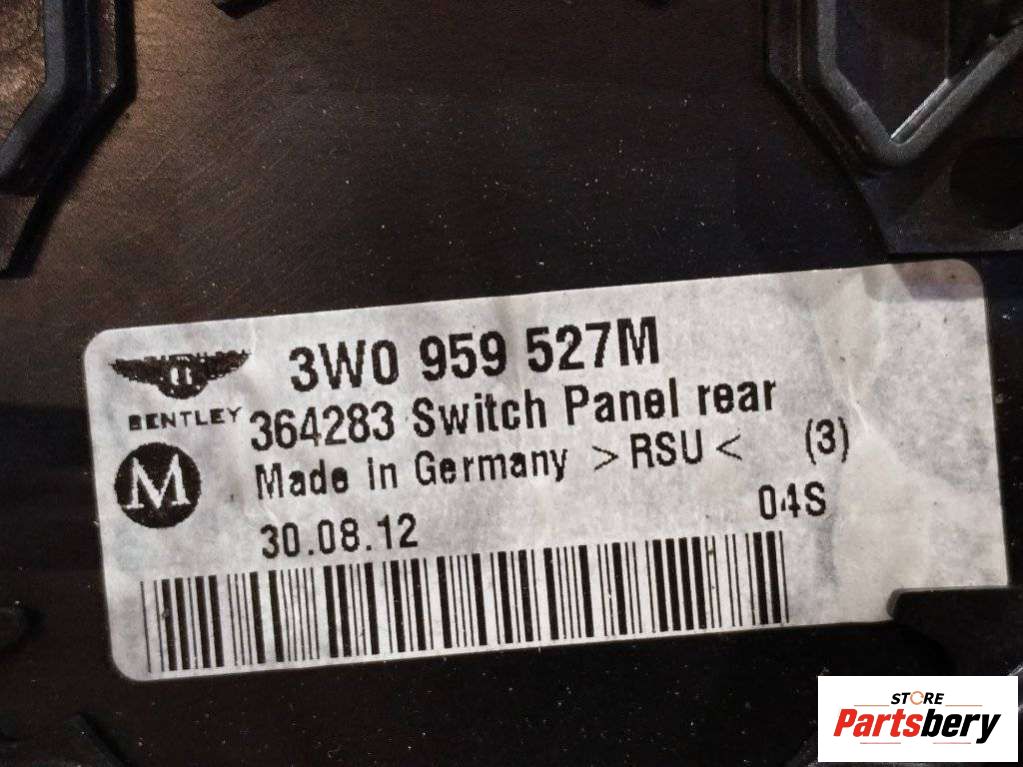 3W0 959 527M
BENTLEY
364283 Switch Panel rear
M
Made in Germany >RSU< (3)
30.08.12
04S
STORE
Partsbery